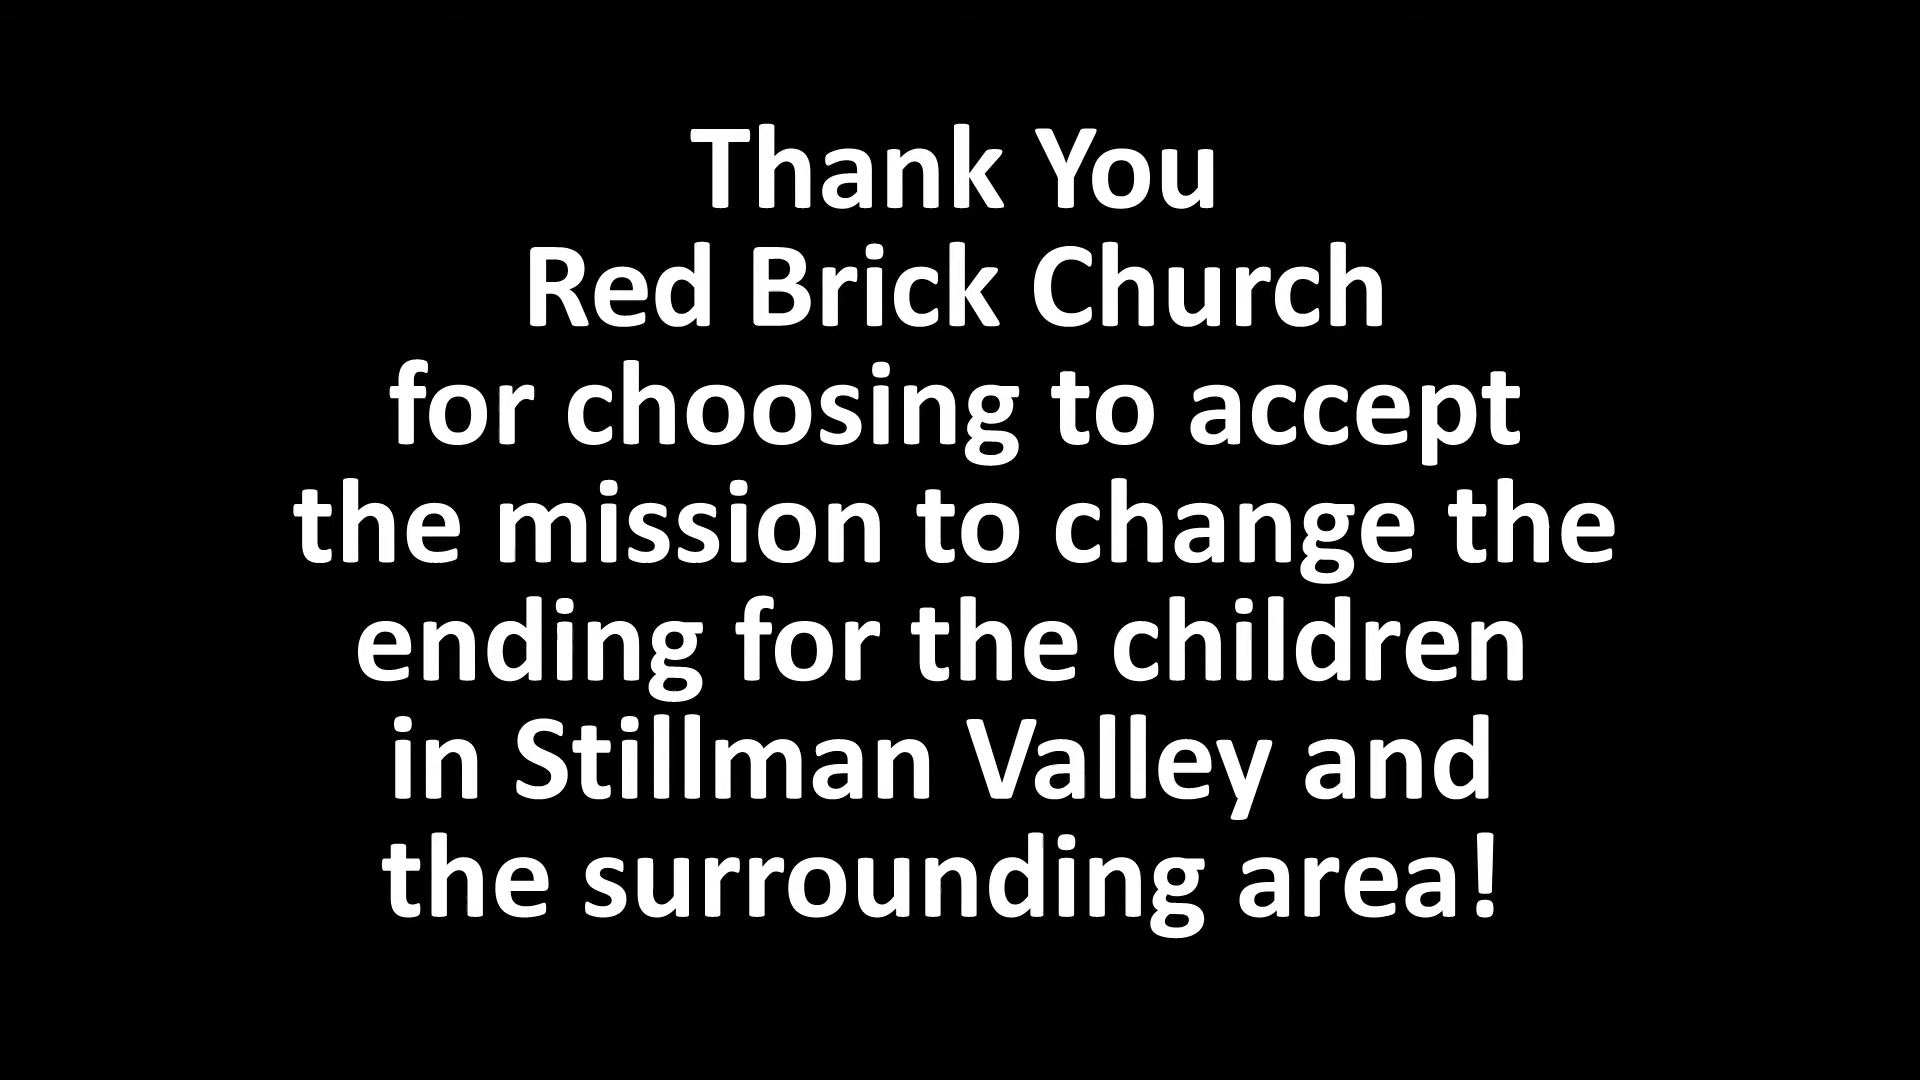 Thank You
Red Brick Church
for choosing to accept
the mission to change the
ending for the children
in Stillman Valley and
the surrounding area!